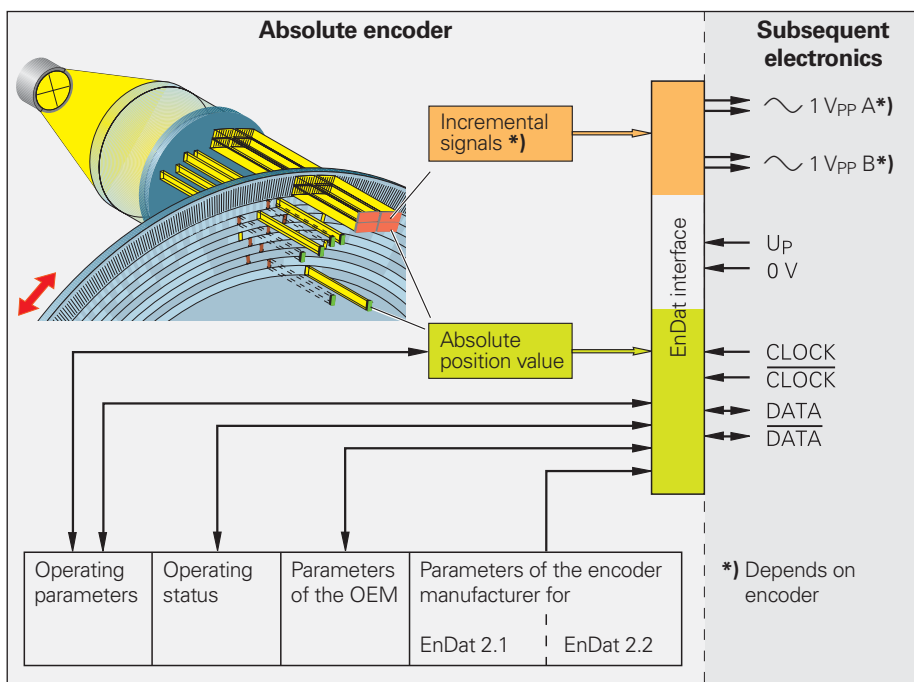 Absolute encoder
Subsequent
electronics
Incremental
signals *)
1 VPP A*)
1 VPP B*)
UP
0 V
EnDat interface
Absolute
position value
CLOCK
CLOCK
DATA
DATA
Operating
parameters
Operating
status
Parameters
of the OEM
Parameters of the encoder
manufacturer for
EnDat 2.1
EnDat 2.2
*) Depends on
encoder